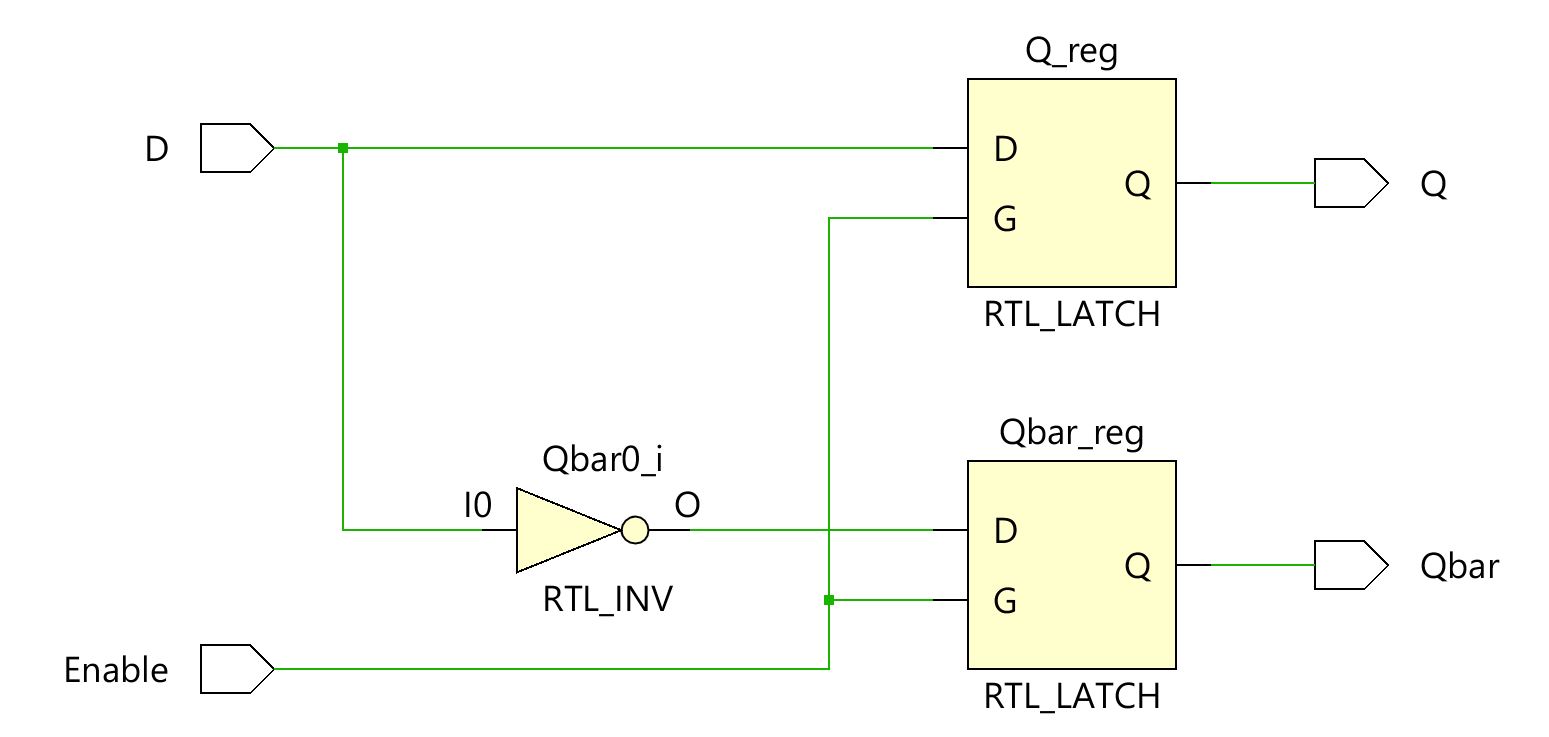 Q_reg
D
D
Q
Q
G
RTL_LATCH
Qbar_reg
Qbar0_i
I0
O
D
Q
Qbar
G
RTL_INV
Enable
RTL_LATCH